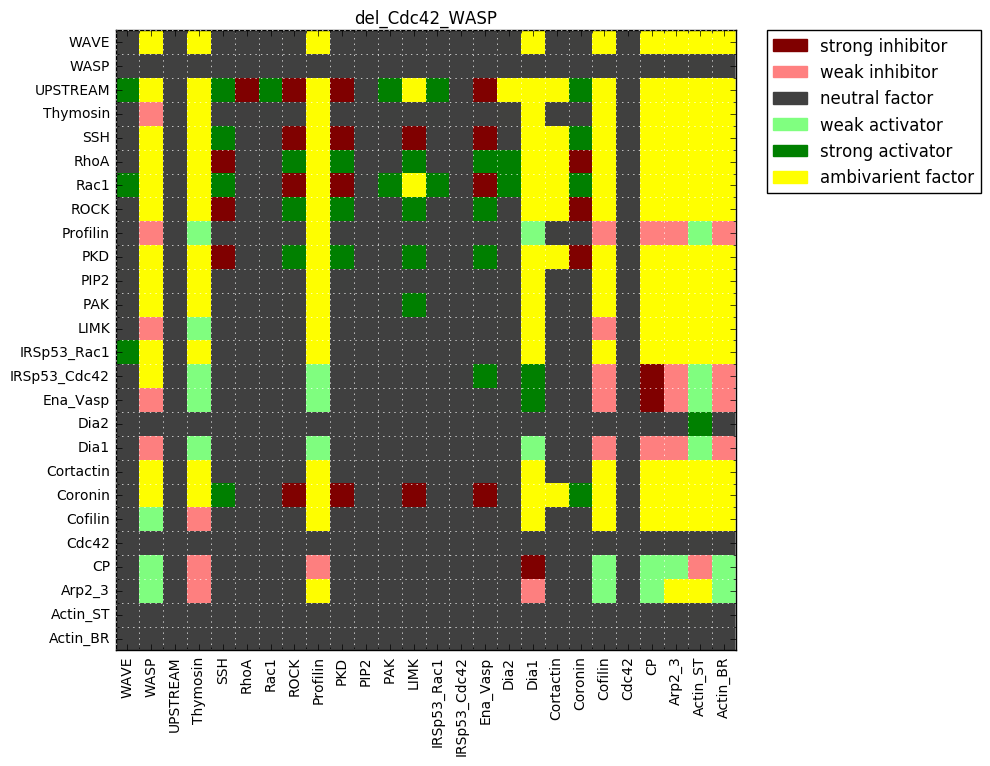 del_Cdc42_WASP
strong inhibitor
weak inhibitor
neutral factor
weak activator
strong activator
ambivarient factor
WAVE
WASP
UPSTREAM
Thymosin
SSH
RhoA
Rac1
ROCK
Profilin
PKD
PIP2
PAK
LIMK
IRSp53_Rac1
IRSp53_Cdc42
Ena_Vasp
Dia2
Dia1
Cortactin
Coronin
Cofilin
Cdc42
CP
Arp2_3
Actin_ST
Actin_BR
WAVE
WASP
UPSTREAM
Thymosin
SSH
RhoA
Rac1
ROCK
Profilin
PKD
PIP2
PAK
LIMK
IRSp53_Rac1
IRSp53_Cdc42
Ena_Vasp
Dia2
Dia1
Cortactin
Coronin
Cofilin
Cdc42
CP
Arp2_3
Actin_ST
Actin_BR